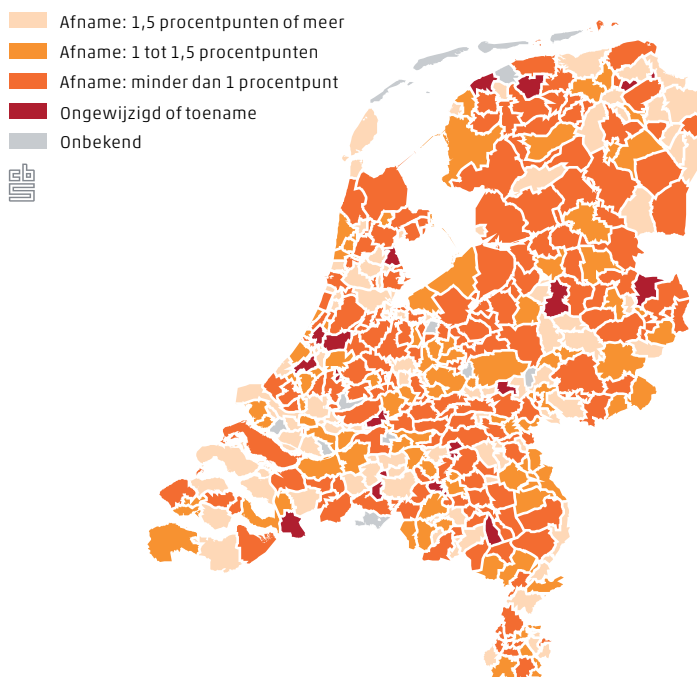 Afname: 1,5 procentpunten of meer
Afname: 1 tot 1,5 procentpunten
Afname: minder dan 1 procentpunt
Ongewijzigd of toename
Onbekend
cbs